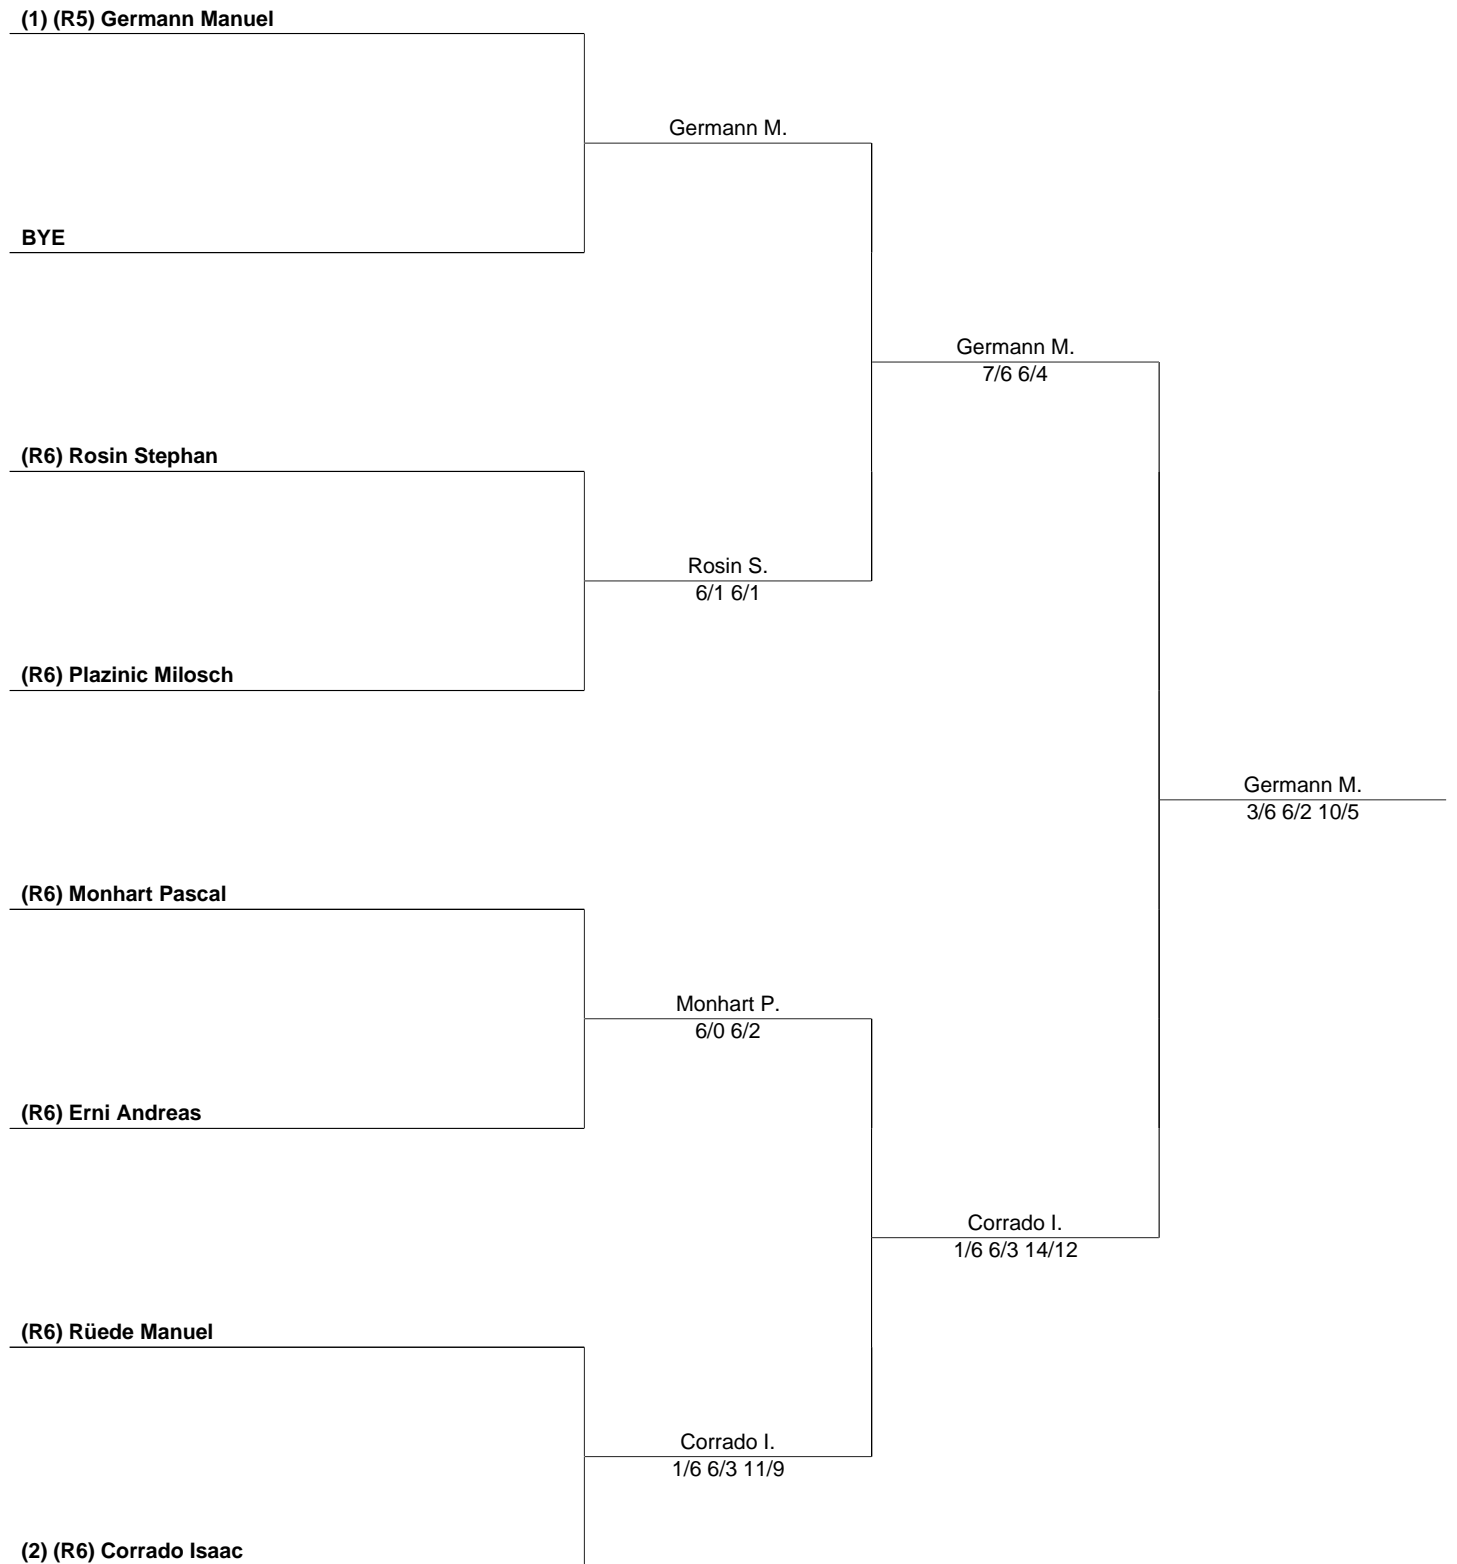 (1) (R5) Germann Manuel
Germann M.
BYE
Germann M.
7/6 6/4
(R6) Rosin Stephan
Rosin S.
6/1 6/1
(R6) Plazinic Milosch
Germann M.
3/6 6/2 10/5
(R6) Monhart Pascal
Monhart P.
6/0 6/2
(R6) Erni Andreas
Corrado I.
1/6 6/3 14/12
(R6) Rüede Manuel
Corrado I.
1/6 6/3 11/9
(2) (R6) Corrado Isaac